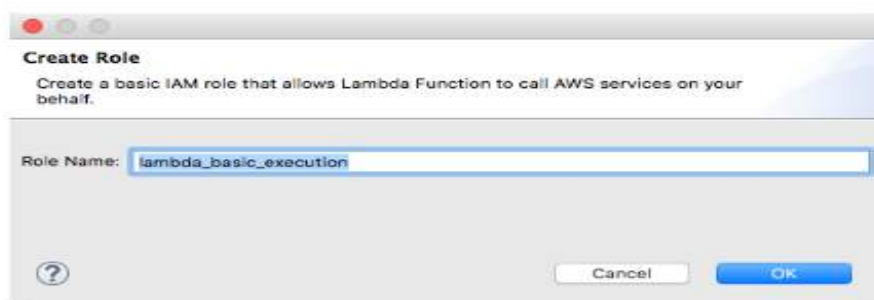 Create Role
Create a basic IAM role that allows Lambda Function to call AWS services on your
behalf.
Role Name: lambda_basic_execution
?
Cancel OK